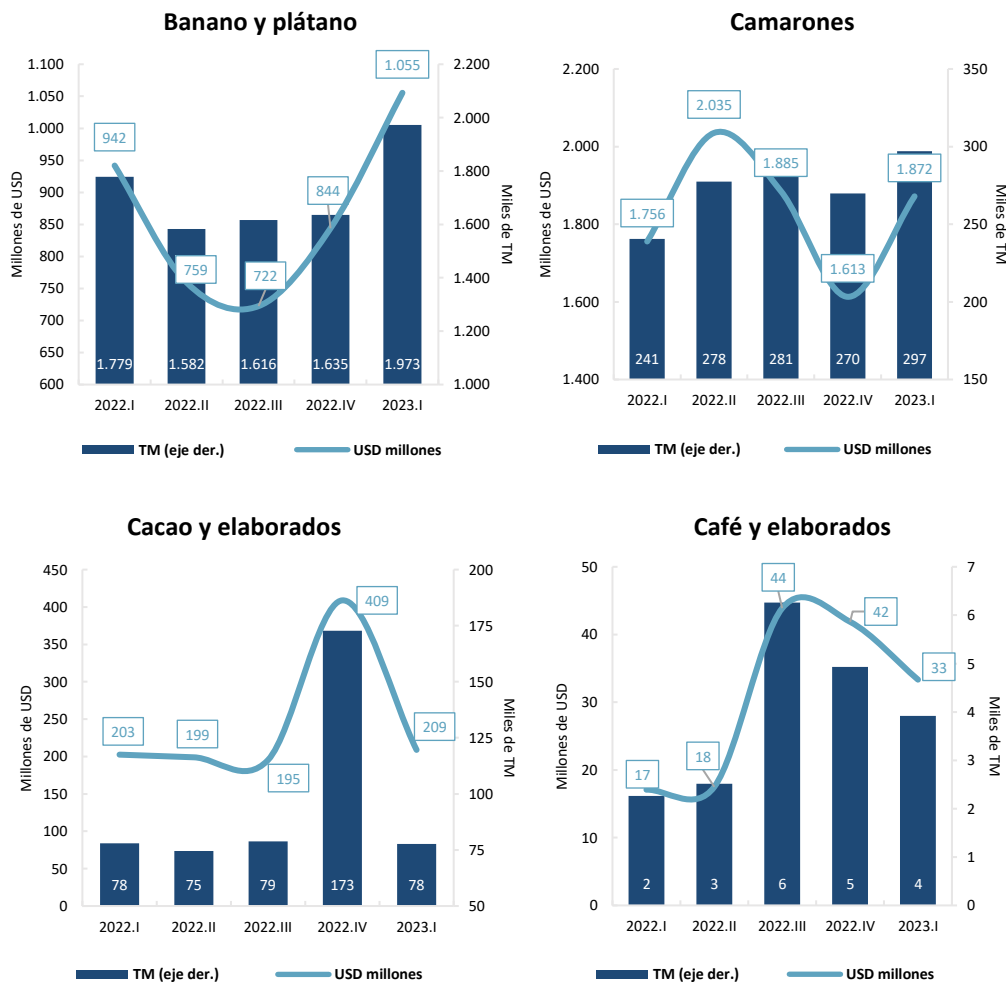 Banano y plátano
Millones de USD
1.100
1.050
1.000
950
900
850
800
750
700
650
600
942
759
722
844
1.055
1.779
1.582
1.616
1.635
1.973
2.200
2.000
1.800
1.600
1.400
1.200
1.000
Miles de TM
2022.I
2022.II
2022.III
2022.IV
2023.I
TM (eje der.)
USD millones
Camarones
Millones de USD
2.200
2.000
1.800
1.600
1.400
1.756
2.035
1.885
1.613
1.872
241
278
281
270
297
350
300
250
200
150
Miles de TM
2022.I
2022.II
2022.III
2022.IV
2023.I
TM (eje der.)
USD millones
Cacao y elaborados
Millones de USD
450
400
350
300
250
200
150
100
50
0
203
199
195
409
209
78
75
79
173
78
200
175
150
125
100
75
50
Miles de TM
2022.I
2022.II
2022.III
2022.IV
2023.I
TM (eje der.)
USD millones
Café y elaborados
Millones de USD
50
40
30
20
10
0
17
18
44
42
33
2
3
6
5
4
7
6
5
4
3
2
1
0
Miles de TM
2022.I
2022.II
2022.III
2022.IV
2023.I
TM (eje der.)
USD millones